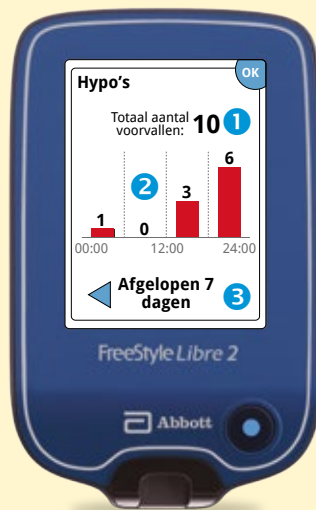 OK
Hypo's
Totaal aantal
voorvallen: 10 1
2
1 0 3 6
00:00 12:00 24:00
Afgelopen 7
dagen 3
FreeStyle Libre 2
Abbott